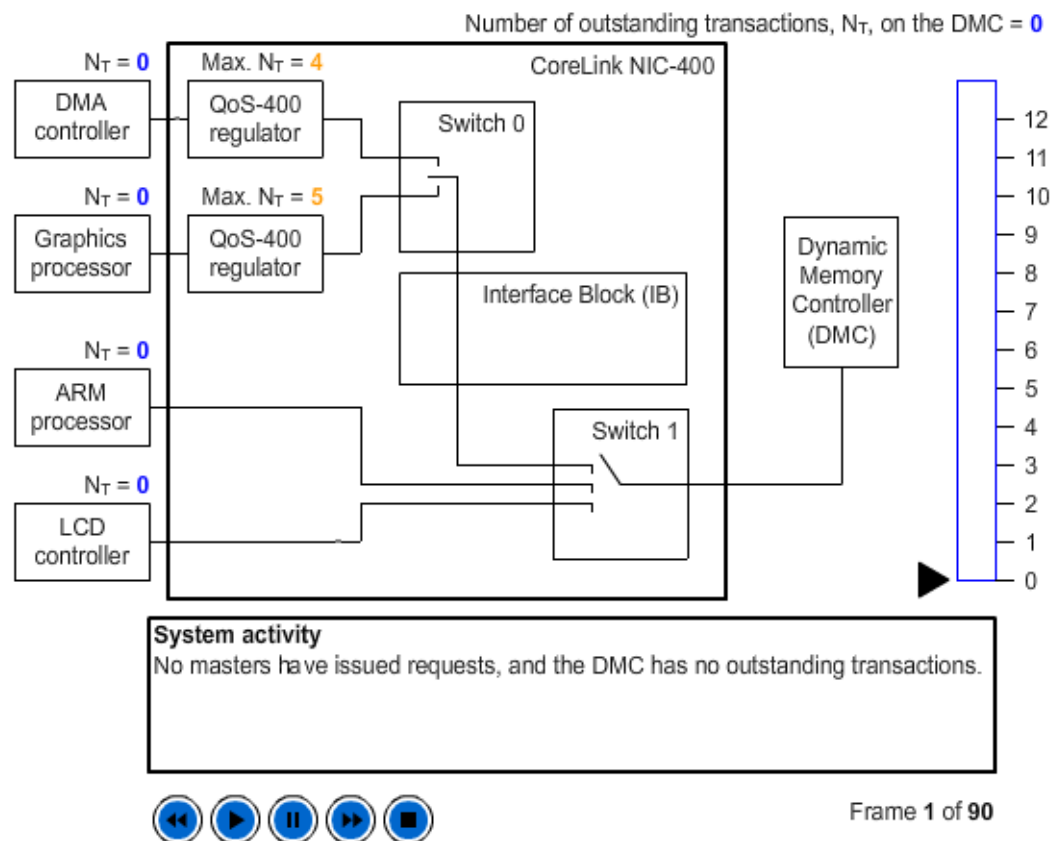 Number of outstanding transactions, NT, on the DMC = 0
NT = 0
Max. NT = 4
CoreLink NIC-400
DMA
controller
QoS-400
regulator
Switch 0
NT = 0
Max. NT = 5
Graphics
processor
QoS-400
regulator
Interface Block (IB)
Dynamic
Memory
Controller
(DMC)
NT = 0
ARM
processor
Switch 1
NT = 0
LCD
controller
12
11
10
9
8
7
6
5
4
3
2
1
0
System activity
No masters have issued requests, and the DMC has no outstanding transactions.
Frame 1 of 90